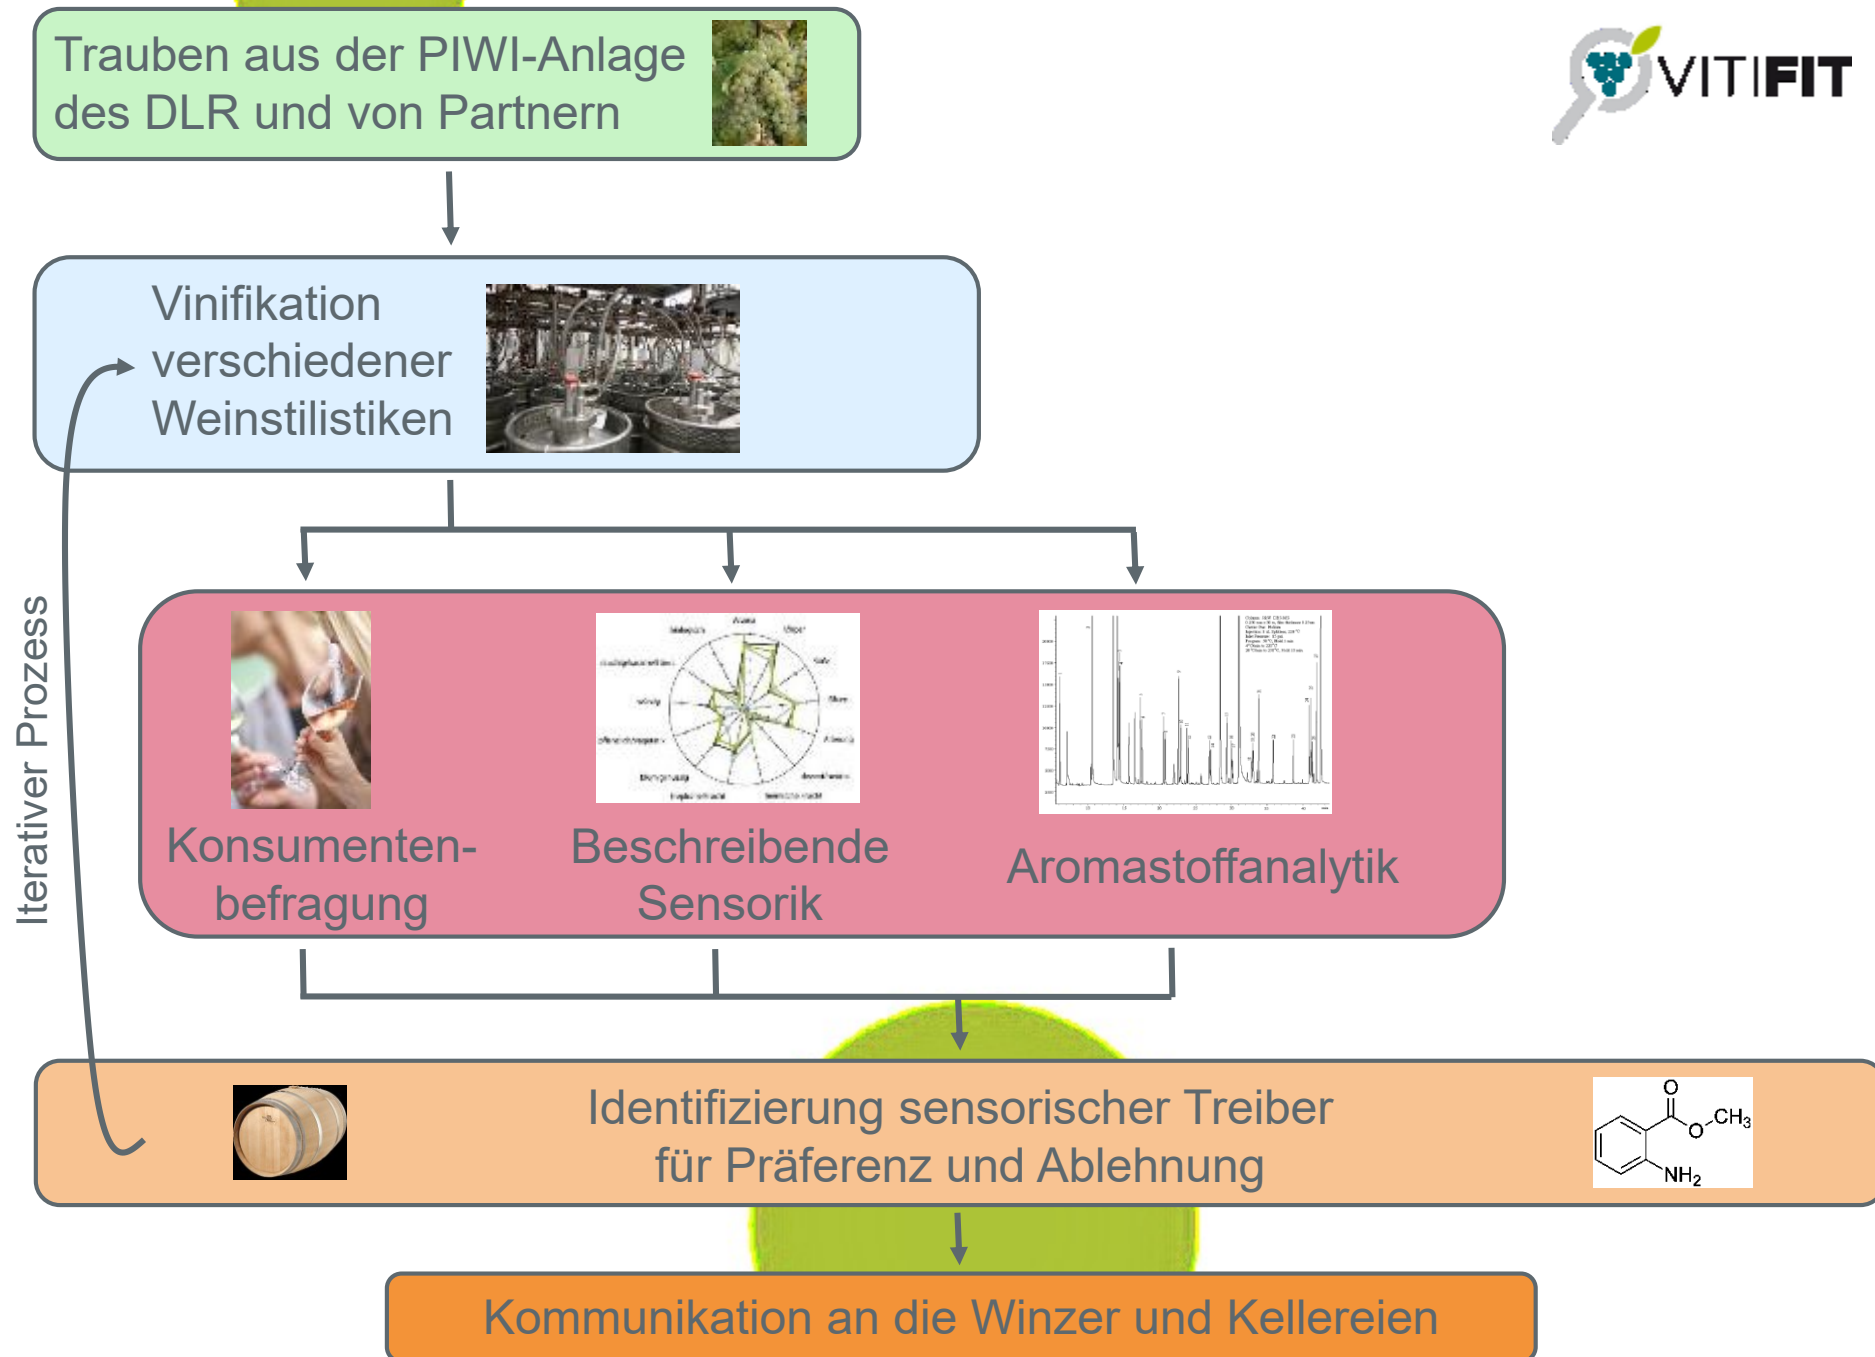 Trauben aus der PIWI-Anlage
des DLR und von Partnern
VITIFIT
Vinifikation
verschiedener
Weinstilistiken
Iterativer Prozess
Konsumenten-
befragung
Beschreibende
Sensorik
Aromastoffanalytik
Identifizierung sensorischer Treiber
für Präferenz und Ablehnung
O
O
CH3
NH2
Kommunikation an die Winzer und Kellereien